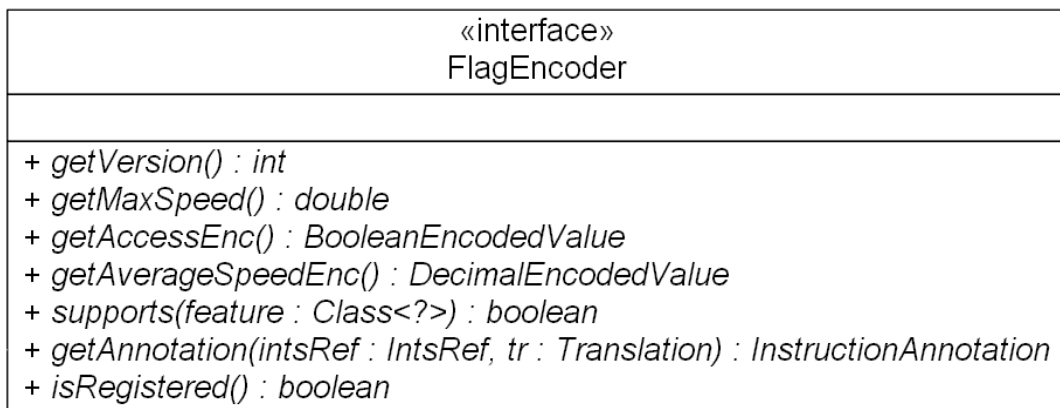 «interface»
FlagEncoder
+ getVersion() : int
+ getMaxSpeed() : double
+ getAccessEnc() : BooleanEncodedValue
+ getAverageSpeedEnc() : DecimalEncodedValue
+ supports(feature : Class<?>) : boolean
+ getAnnotation(intsRef : IntsRef, tr : Translation) : InstructionAnnotation
+ isRegistered() : boolean